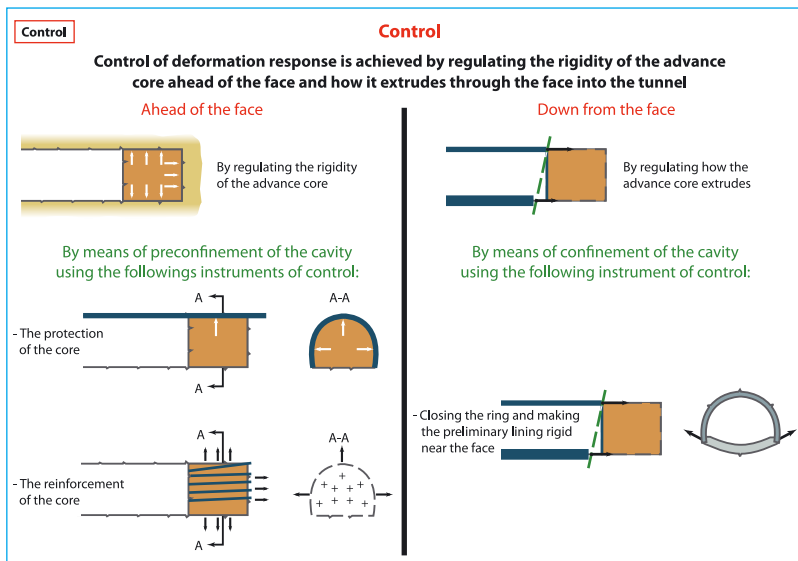 Control
Control
Control of deformation response is achieved by regulating the rigidity of the advance
core ahead of the face and how it extrudes through the face into the tunnel
Ahead of the face
By regulating the rigidity
of the advance core
By means of preconfinement of the cavity
using the followings instruments of control:
A
A-A
- The protection
of the core
A
A
A-A
- The reinforcement
of the core
A
Down from the face
By regulating how the
advance core extrudes
By means of confinement of the cavity
using the following instrument of control:
- Closing the ring and making
the preliminary lining rigid
near the face